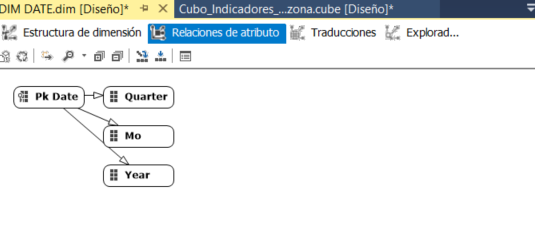 DIM DATE.dim [Diseño]* Cubo_Indicadores_...zona.cube [Diseño]*
Estructura de dimensión Relaciones de atributo Traducciones Explorad...
Pk Date Quarter
Mo
Year